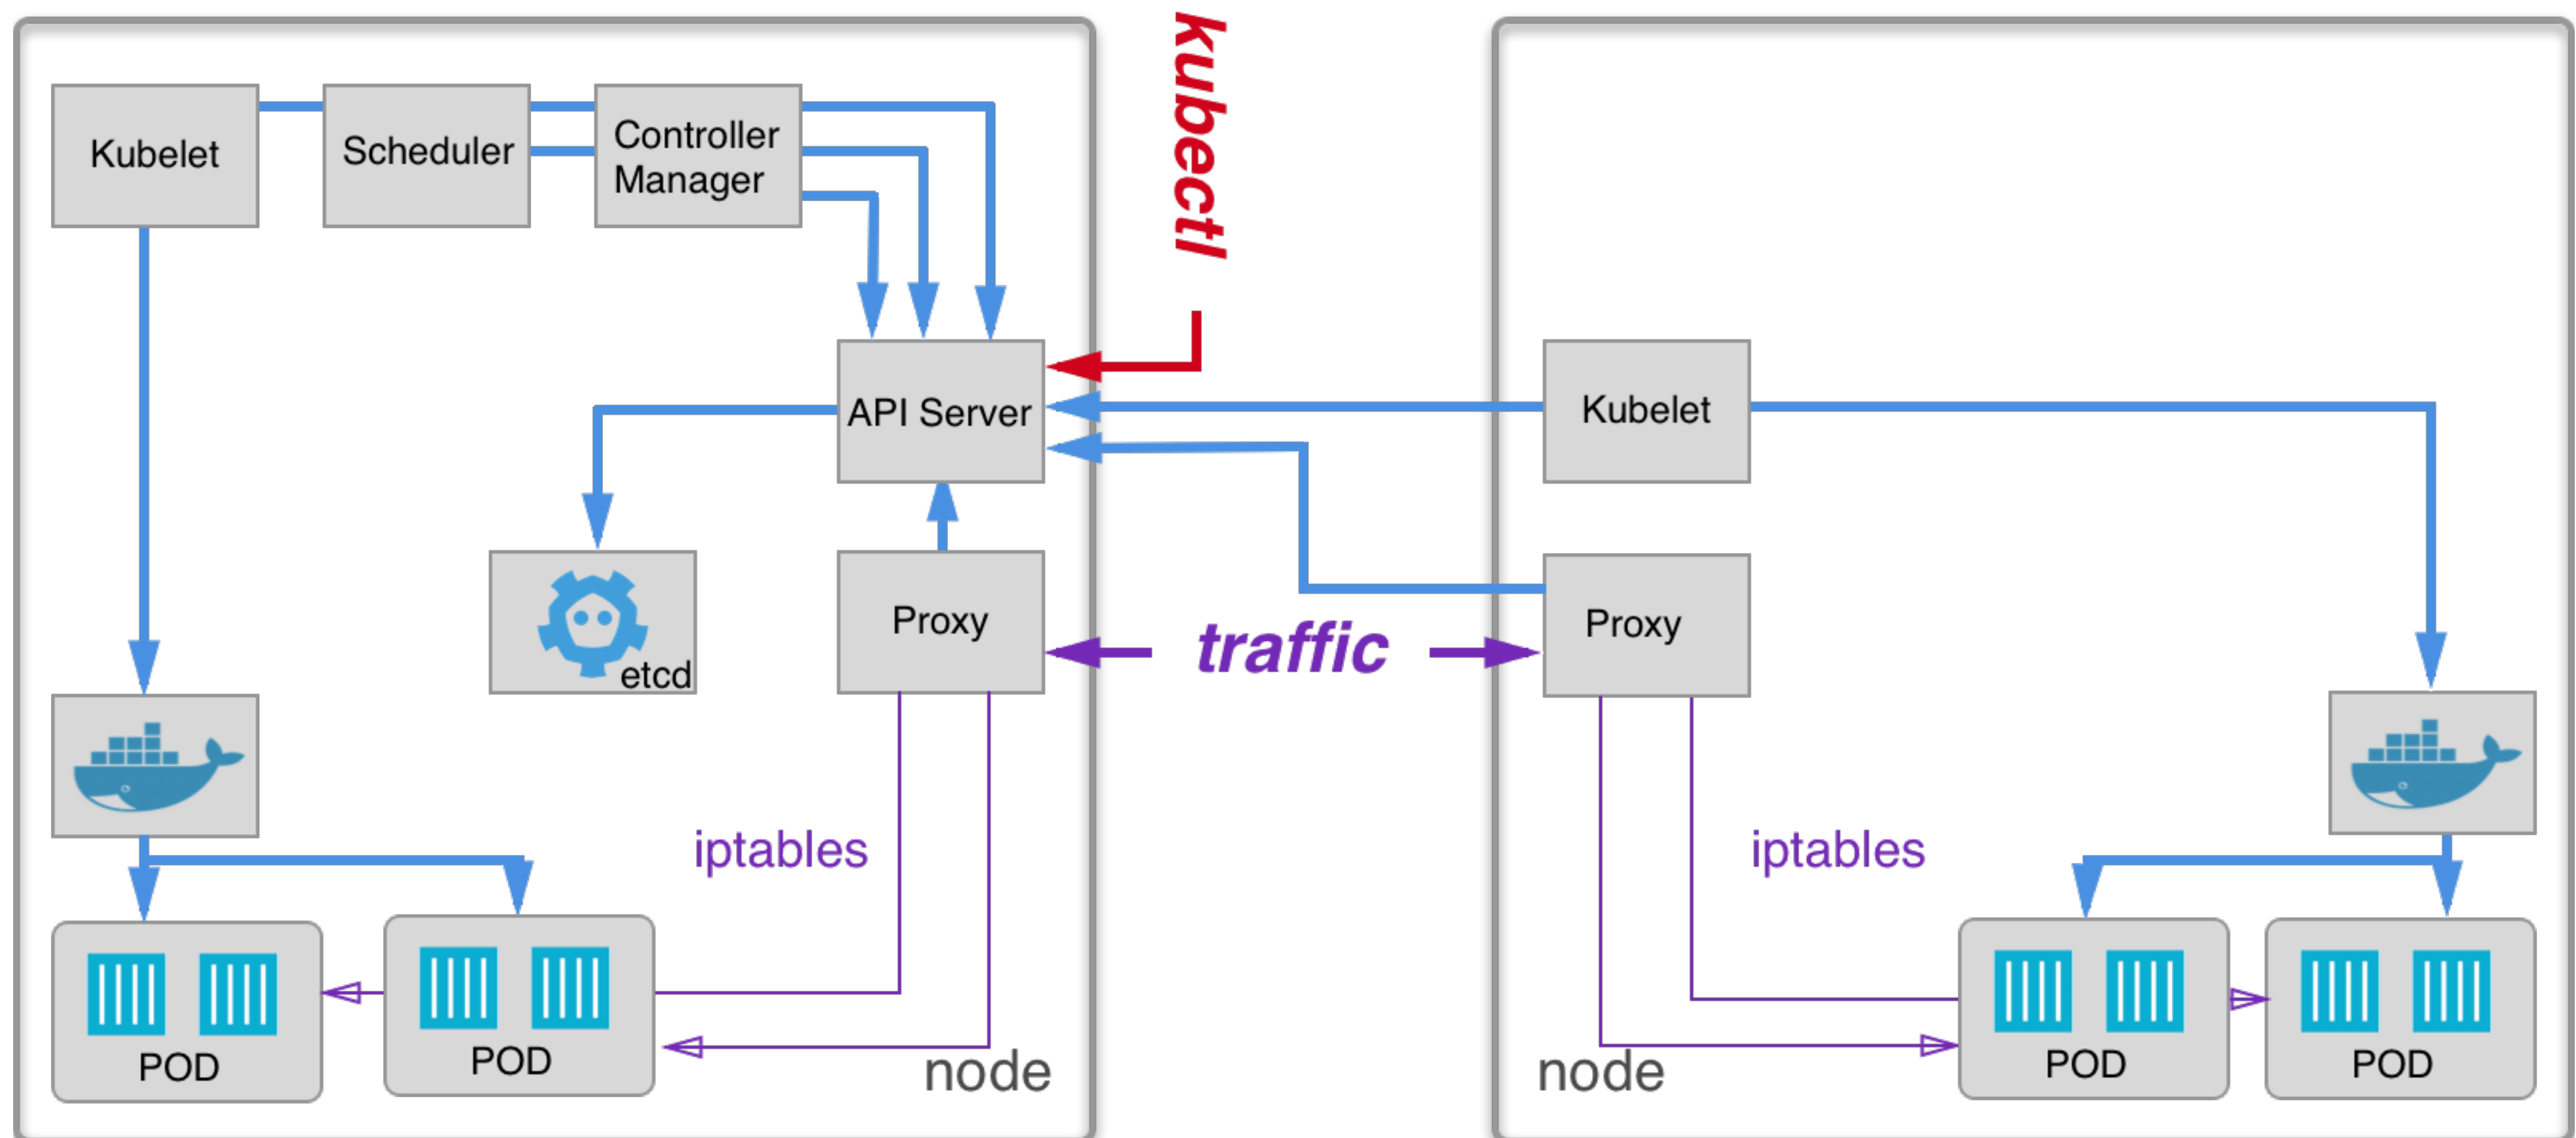 kubectl
Kubelet
Scheduler
Controller
Manager
API Server
Kubelet
etcd
Proxy
traffic
Proxy
iptables
iptables
POD
POD
node
node
POD
POD